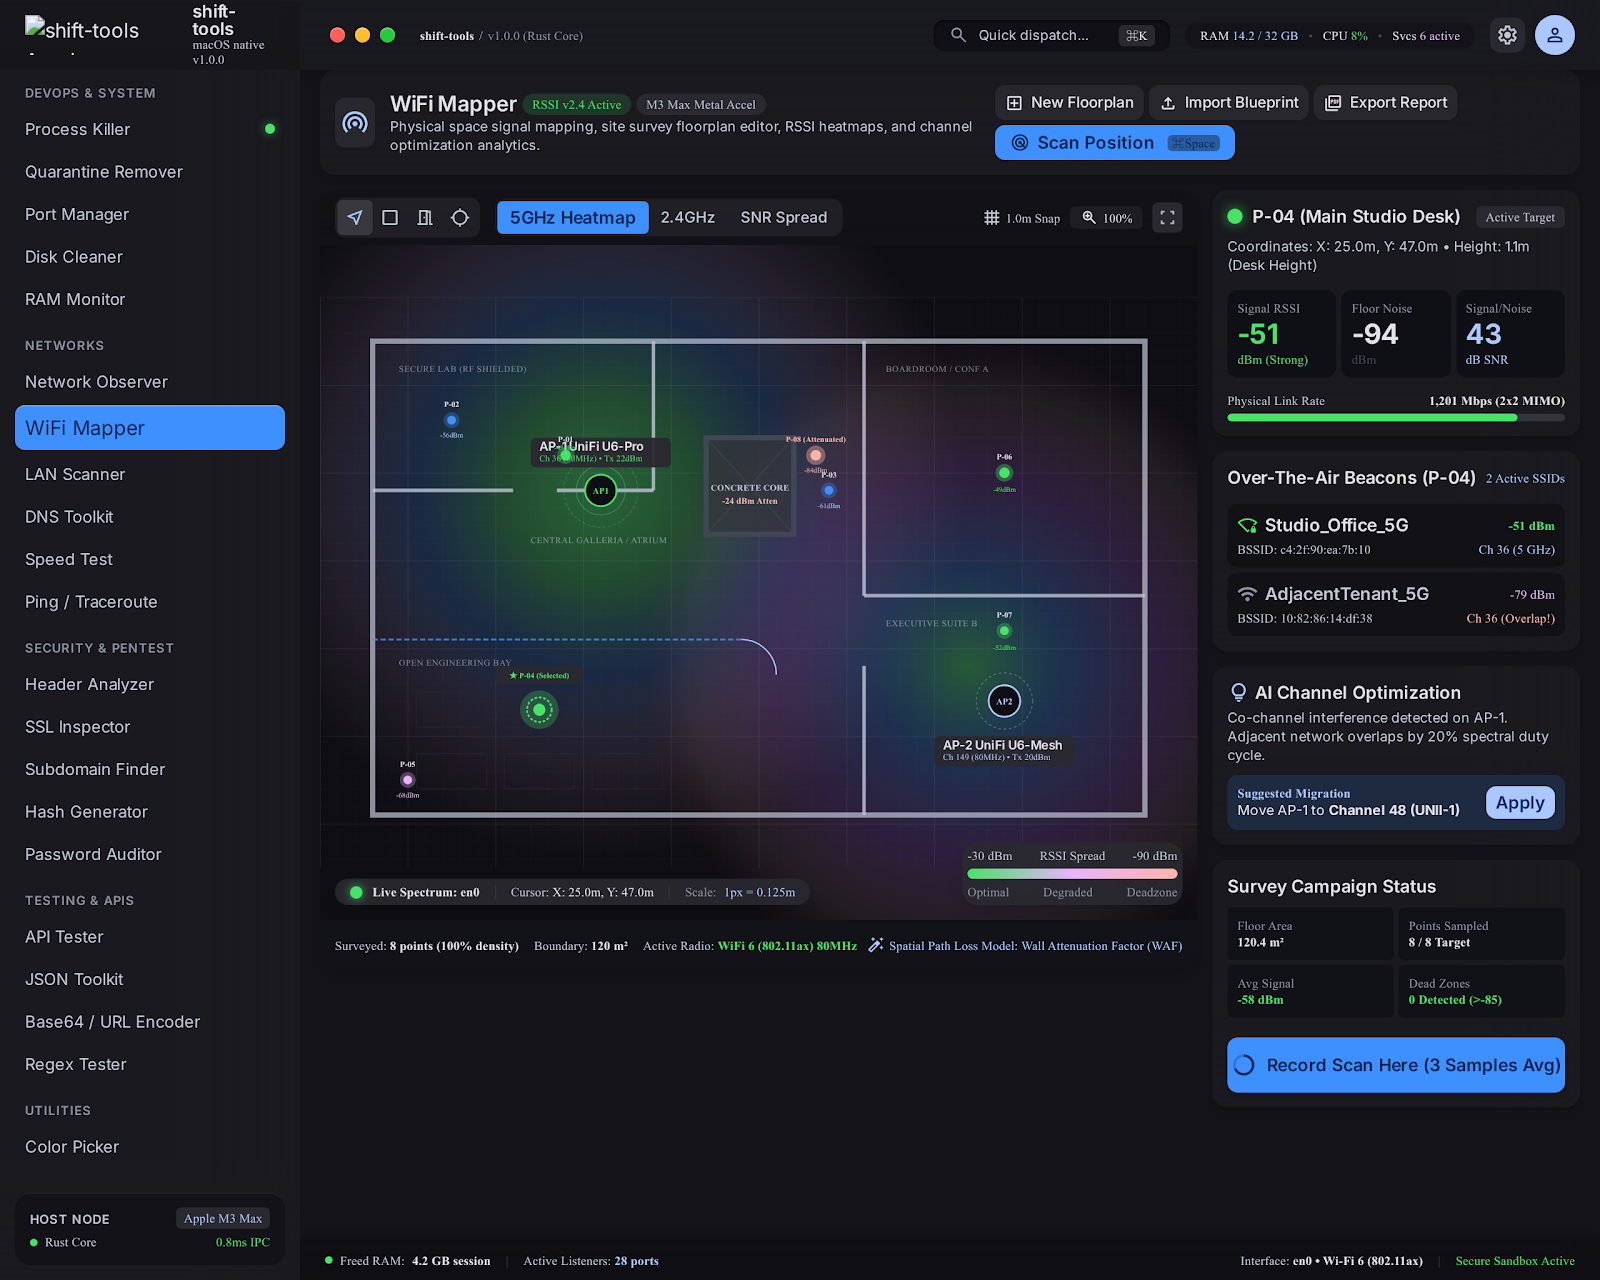 shift-tools
shift-tools
macOS native
v1.0.0
DEVOPS & SYSTEM
Process Killer
Quarantine Remover
Port Manager
Disk Cleaner
RAM Monitor
NETWORKS
Network Observer
WiFi Mapper
LAN Scanner
DNS Toolkit
Speed Test
Ping / Traceroute
SECURITY & PENTEST
Header Analyzer
SSL Inspector
Subdomain Finder
Hash Generator
Password Auditor
TESTING & APIS
API Tester
JSON Toolkit
Base64 / URL Encoder
Regex Tester
UTILITIES
Color Picker
HOST NODE
Apple M3 Max
Rust Core
0.8ms IPC
shift-tools / v1.0.0 (Rust Core)
Quick dispatch... ⌘K
RAM 14.2 / 32 GB • CPU 8% • Svcs 6 active
WiFi Mapper
RSSI v2.4 Active
M3 Max Metal Accel
Physical space signal mapping, site survey floorplan editor, RSSI heatmaps, and channel
optimization analytics.
New Floorplan
Import Blueprint
Export Report
Scan Position ⌘Space
5GHz Heatmap
2.4GHz
SNR Spread
1.0m Snap
100%
SECURE LAB (RF SHIELDED)
BOARDROOM / CONF A
P-02
-56dBm
P-01
AP-1 UniFi U6-Pro
Ch 36 (80MHz) • Tx 22dBm
AP1
CENTRAL GALLERIA / ATRIUM
CONCRETE CORE
-24 dBm Atten
P-08 (Attenuated)
-84dBm
P-03
-61dBm
P-06
-49dBm
EXECUTIVE SUITE B
P-07
-52dBm
AP2
AP-2 UniFi U6-Mesh
Ch 149 (80MHz) • Tx 20dBm
OPEN ENGINEERING BAY
★ P-04 (Selected)
P-05
-68dBm
-30 dBm RSSI Spread -90 dBm
Optimal Degraded Deadzone
Live Spectrum: en0
Cursor: X: 25.0m, Y: 47.0m
Scale: 1px = 0.125m
Surveyed: 8 points (100% density)
Boundary: 120 m²
Active Radio: WiFi 6 (802.11ax) 80MHz
Spatial Path Loss Model: Wall Attenuation Factor (WAF)
P-04 (Main Studio Desk)
Active Target
Coordinates: X: 25.0m, Y: 47.0m • Height: 1.1m
(Desk Height)
Signal RSSI
-51
dBm (Strong)
Floor Noise
-94
dBm
Signal/Noise
43
dB SNR
Physical Link Rate
1,201 Mbps (2x2 MIMO)
Over-The-Air Beacons (P-04)
2 Active SSIDs
Studio_Office_5G
-51 dBm
BSSID: c4:2f:90:ea:7b:10
Ch 36 (5 GHz)
AdjacentTenant_5G
-79 dBm
BSSID: 10:82:86:14:df:38
Ch 36 (Overlap!)
AI Channel Optimization
Co-channel interference detected on AP-1.
Adjacent network overlaps by 20% spectral duty
cycle.
Suggested Migration
Move AP-1 to Channel 48 (UNII-1)
Apply
Survey Campaign Status
Floor Area
120.4 m²
Points Sampled
8 / 8 Target
Avg Signal
-58 dBm
Dead Zones
0 Detected (>-85)
Record Scan Here (3 Samples Avg)
Freed RAM: 4.2 GB session
Active Listeners: 28 ports
Interface: en0 • Wi-Fi 6 (802.11ax)
Secure Sandbox Active